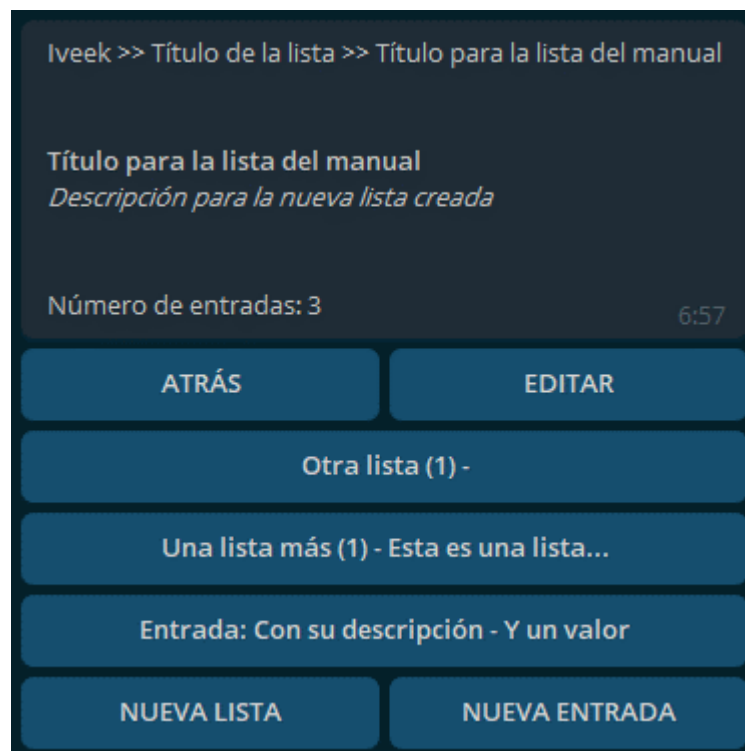 Iveek >> Título de la lista >> Título para la lista del manual
Título para la lista del manual
Descripción para la nueva lista creada
Número de entradas: 3
6:57
ATRÁS
EDITAR
Otra lista (1) -
Una lista más (1) - Esta es una lista...
Entrada: Con su descripción - Y un valor
NUEVA LISTA
NUEVA ENTRADA